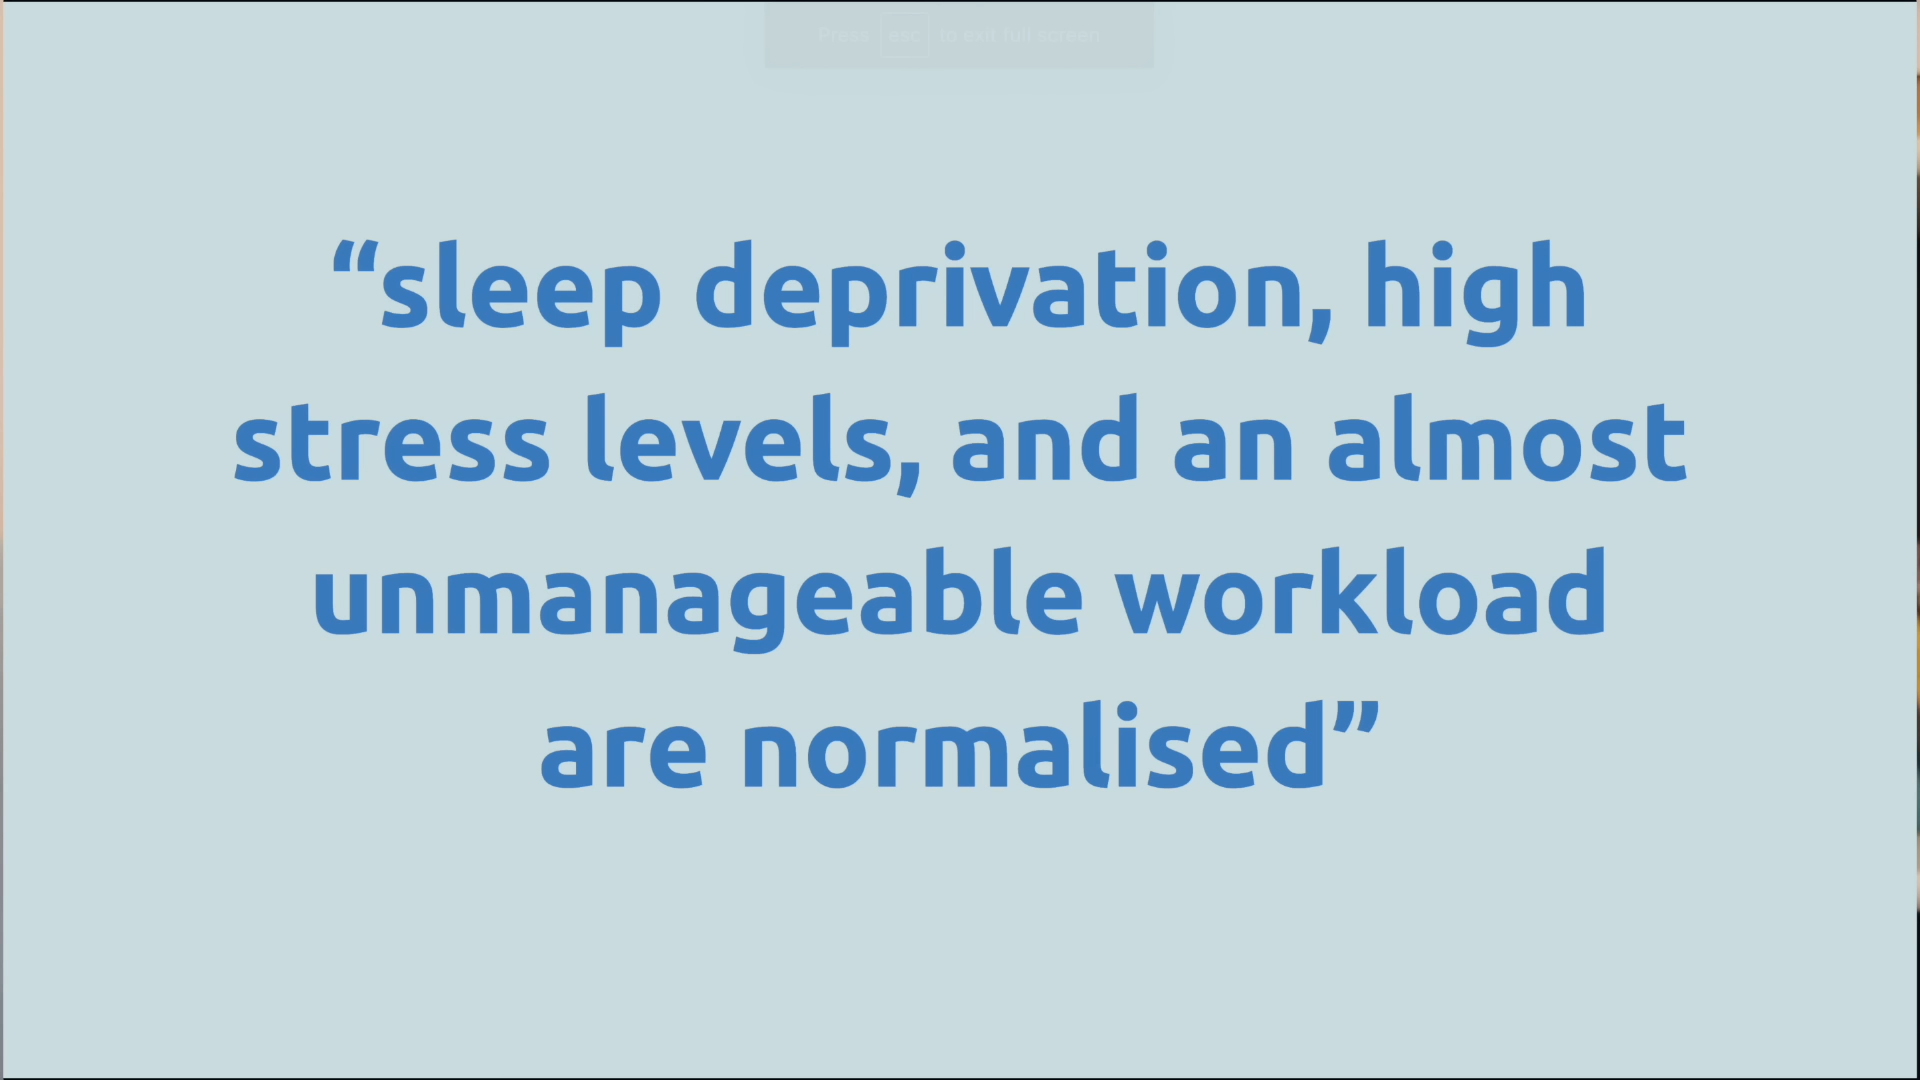 Press esc to exit full screen
“sleep deprivation, high
stress levels, and an almost
unmanageable workload
are normalised”